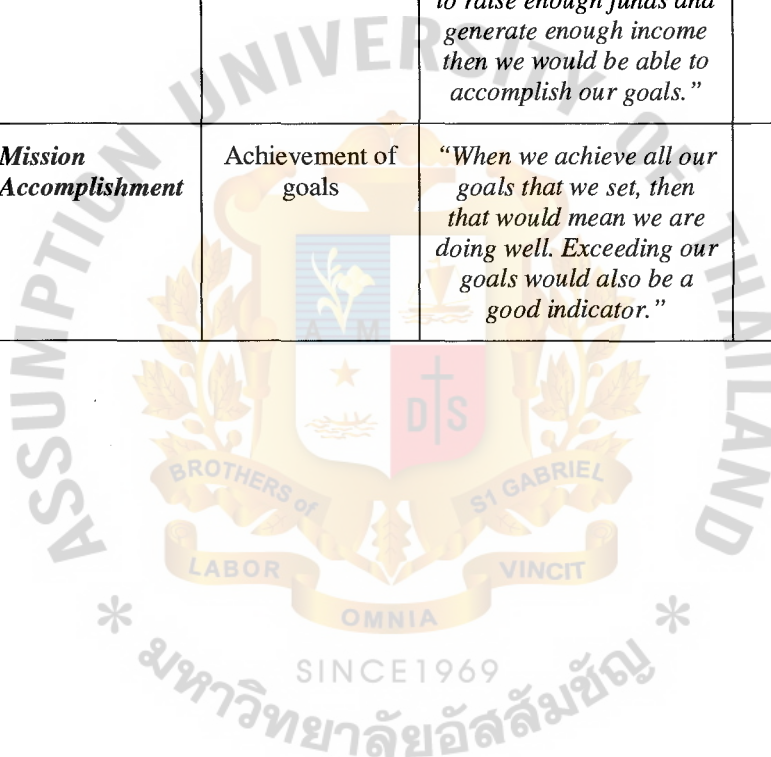 to raise enough funds and
generate enough income
then we would be able to
accomplish our goals."
Mission
Accomplishment
Achievement of
goals
"When we achieve all our
goals that we set, then
that would mean we are
doing well. Exceeding our
goals would also be a
good indicator."
ASSUMPTION UNIVERSITY OF THAILAND
A M
D S
BROTHERS of ST GABRIEL
LABOR
VINCIT
OMNIA
SINCE1969
มหาวิทยาลัยอัสสัมชัญ